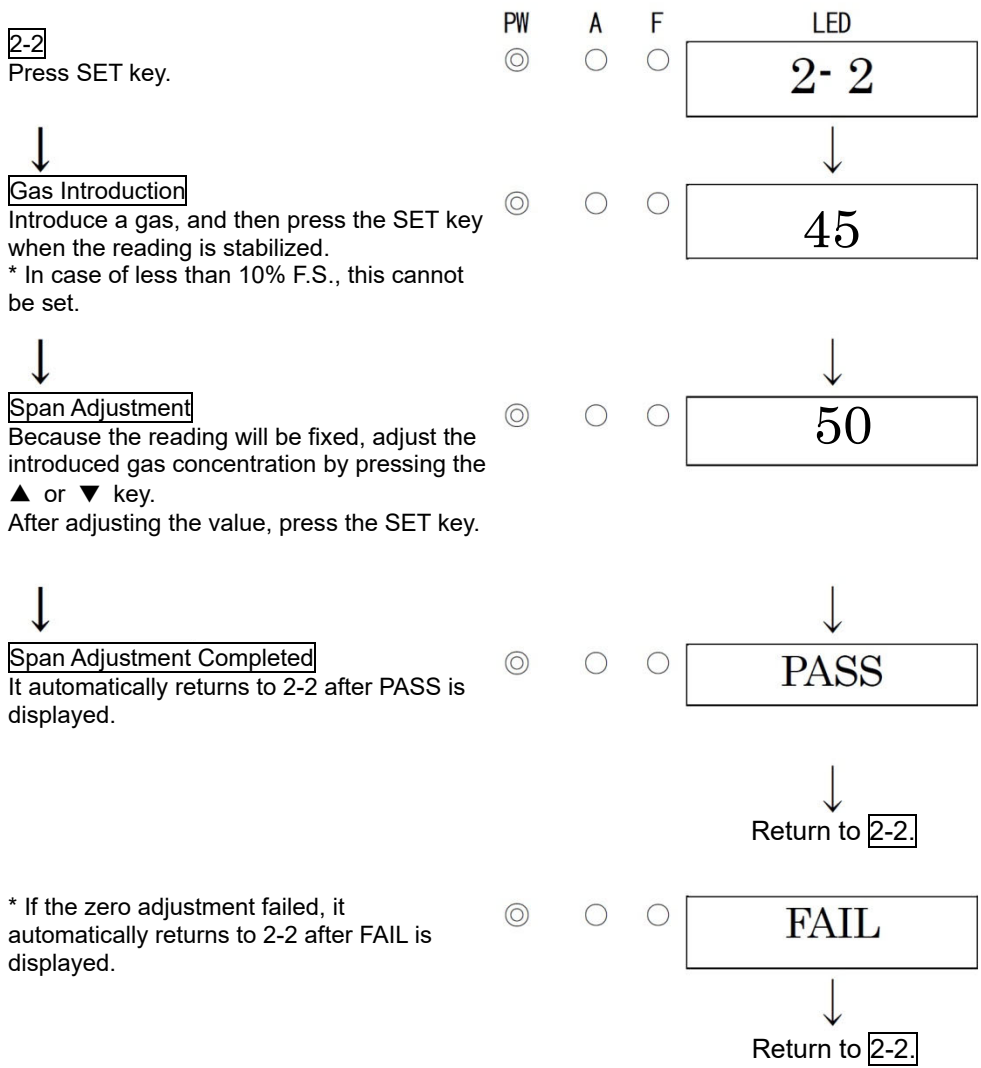 PW A F LED
2-2
Press SET key.
2- 2
Gas Introduction
Introduce a gas, and then press the SET key
when the reading is stabilized.
* In case of less than 10% F.S., this cannot
be set.
45
Span Adjustment
Because the reading will be fixed, adjust the
introduced gas concentration by pressing the
▲ or ▼ key.
After adjusting the value, press the SET key.
50
Span Adjustment Completed
It automatically returns to 2-2 after PASS is
displayed.
PASS
Return to 2-2.
* If the zero adjustment failed, it
automatically returns to 2-2 after FAIL is
displayed.
FAIL
Return to 2-2.